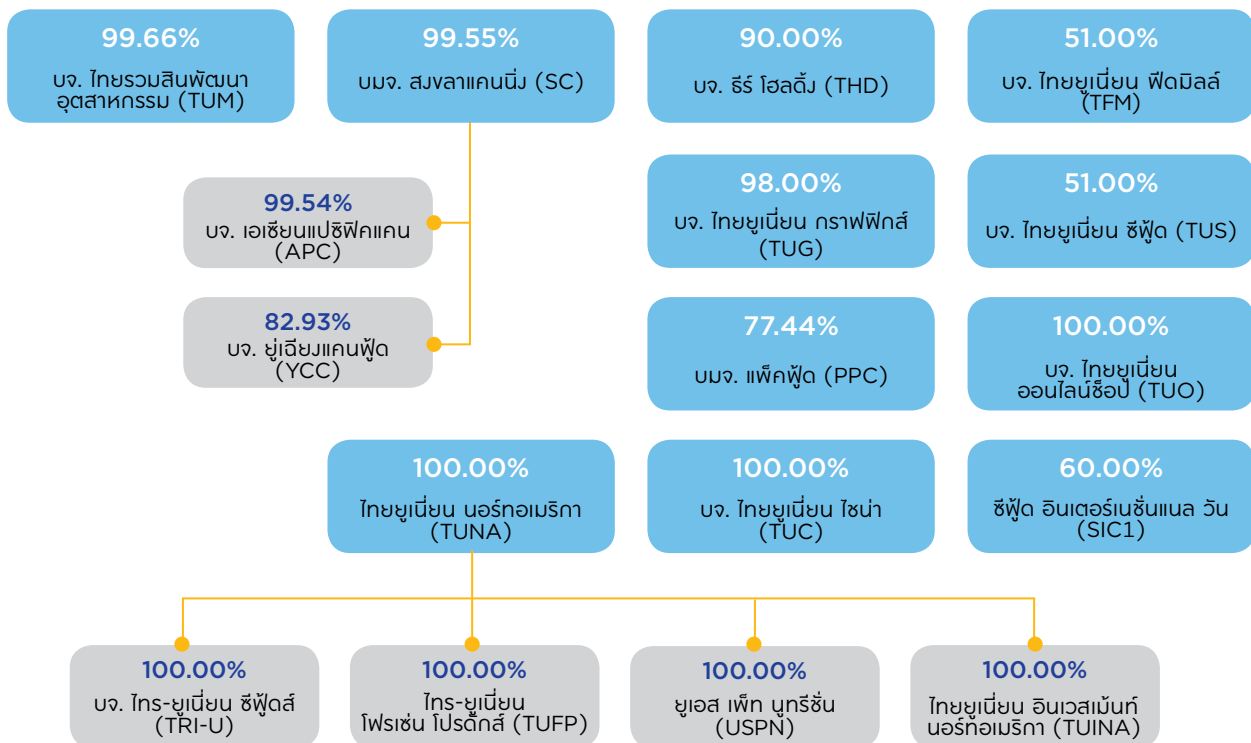 99.66%
บจ. ไทยรวมสินพัฒนา
อุตสาหกรรม (TUM)
99.55%
บมจ. สงขลาแคนนิ่ง (SC)
90.00%
บจ. ธีร์ โฮลดิ้ง (THD)
51.00%
บจ. ไทยยูเนี่ยน ฟีดมิลล์
(TFM)
99.54%
บจ. เอเชียนแปซิฟิคแคน
(APC)
98.00%
บจ. ไทยยูเนี่ยน กราฟฟิกส์
(TUG)
51.00%
บจ. ไทยยูเนี่ยน ซีฟู้ด (TUS)
82.93%
บจ. ยู่เฉียงแคนฟู้ด
(YCC)
77.44%
บมจ. แพ็คฟู้ด (PPC)
100.00%
บจ. ไทยยูเนี่ยน
ออนไลน์ช็อป (TUO)
100.00%
ไทยยูเนี่ยน นอร์ทอเมริกา
(TUNA)
100.00%
บจ. ไทยยูเนี่ยน ไชน่า
(TUC)
60.00%
ซีฟู้ด อินเตอร์เนชั่นแนล วัน
(SIC1)
100.00%
บจ. ไทร-ยูเนี่ยน ซีฟู้ดส์
(TRI-U)
100.00%
ไทร-ยูเนี่ยน
โฟรเซ่น โปรดักส์ (TUFP)
100.00%
ยูเอส เพ็ท นูทรีชั่น
(USPN)
100.00%
ไทยยูเนี่ยน อินเวสเม้นท์
นอร์ทอเมริกา (TUINA)